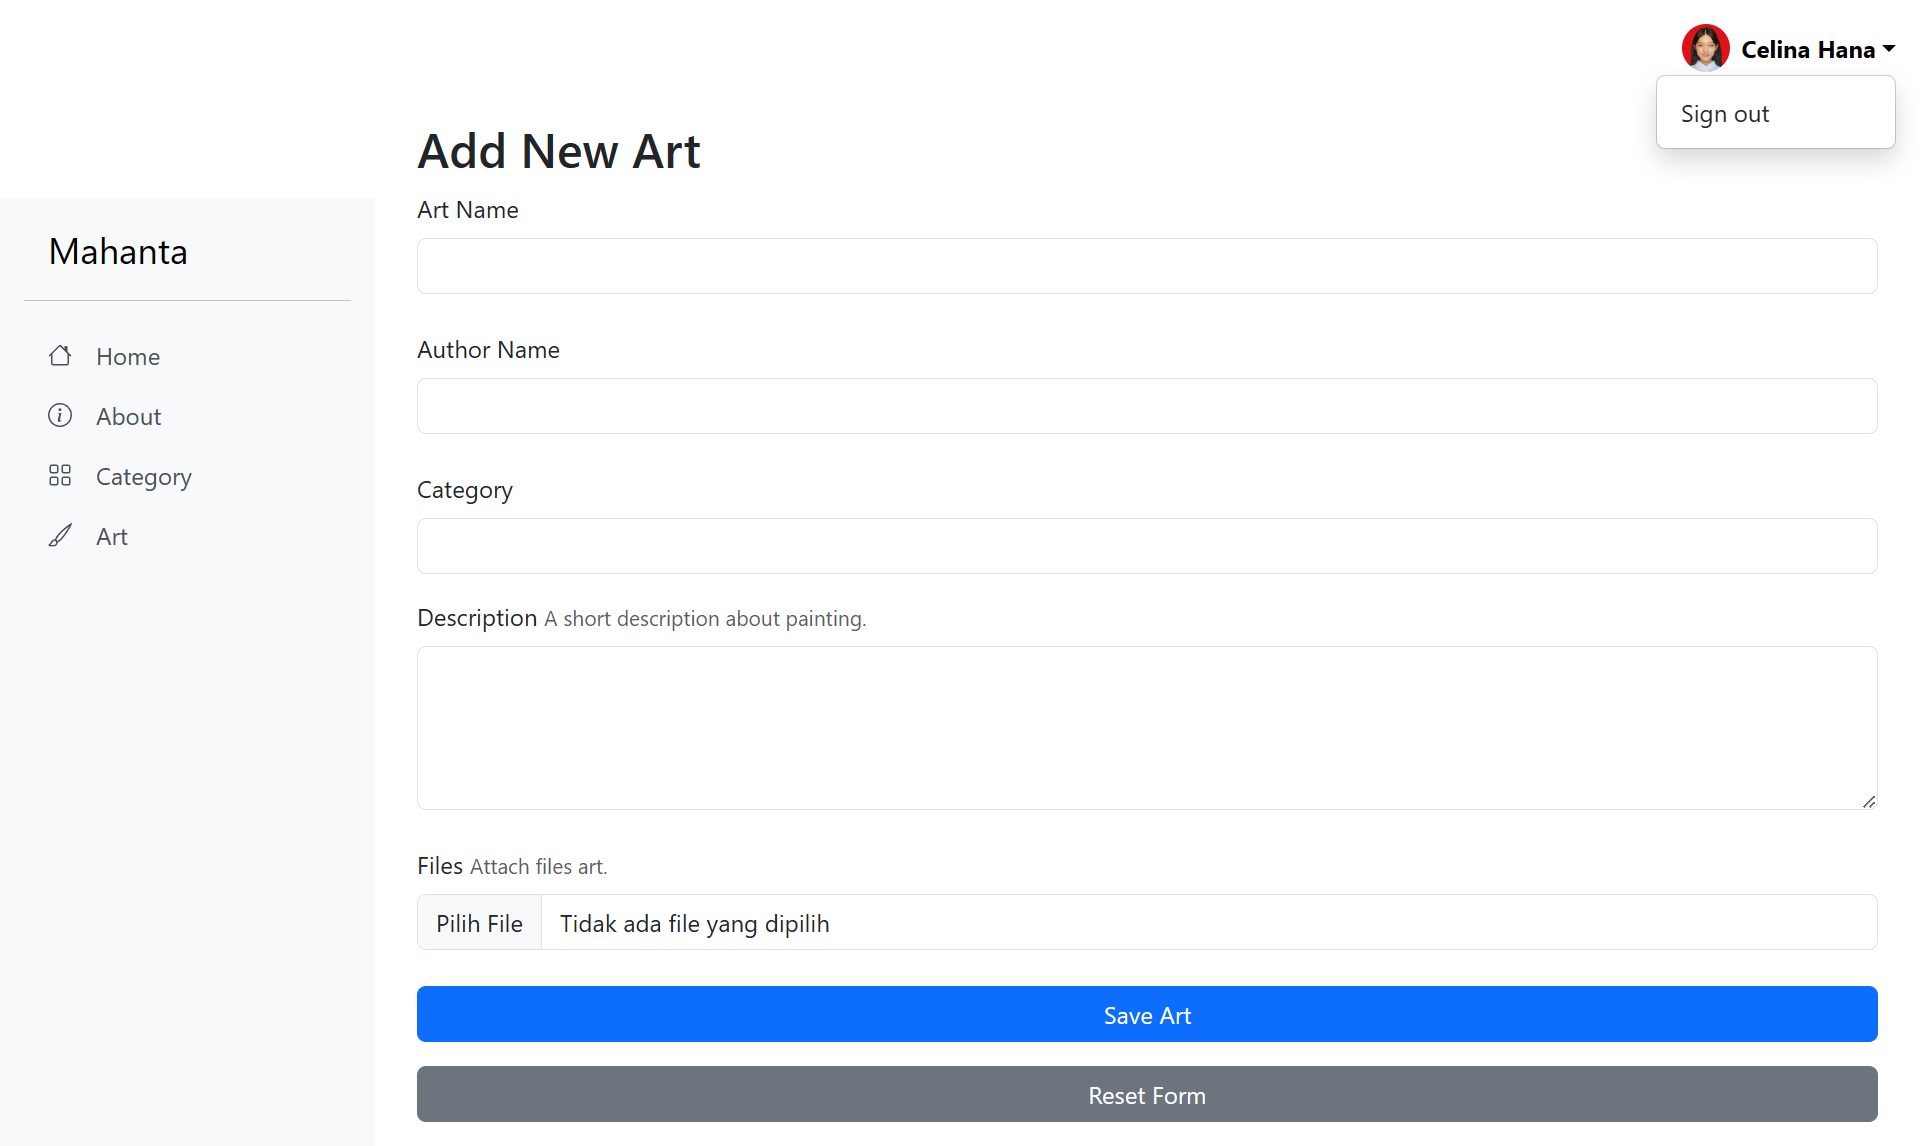 Celina Hana
Sign out
Add New Art
Art Name
Mahanta
Home
About
Category
Art
Author Name
Category
Description A short description about painting.
Files Attach files art.
Pilih File Tidak ada file yang dipilih
Save Art
Reset Form